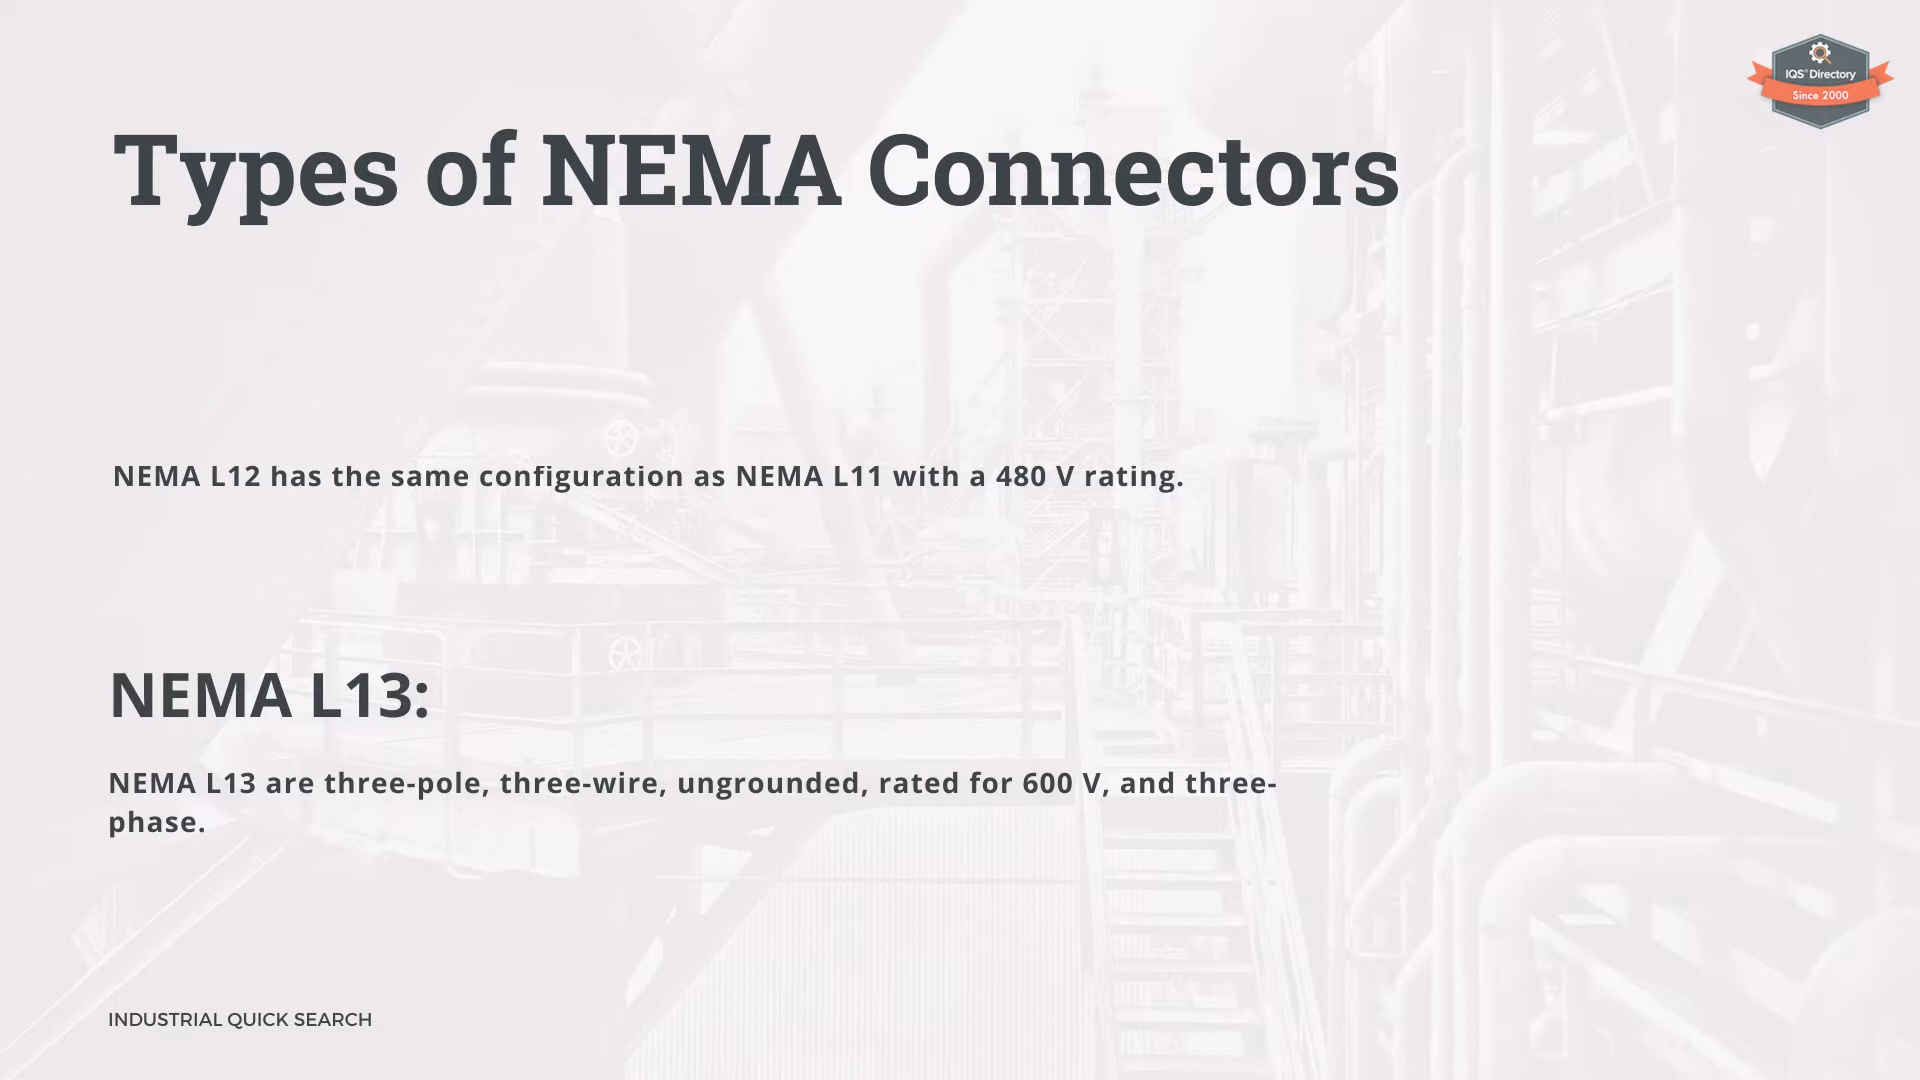 IQS® Directory
Since 2000
Types of NEMA Connectors
NEMA L12 has the same configuration as NEMA L11 with a 480 V rating.
NEMA L13:
NEMA L13 are three-pole, three-wire, ungrounded, rated for 600 V, and three-
phase.
INDUSTRIAL QUICK SEARCH